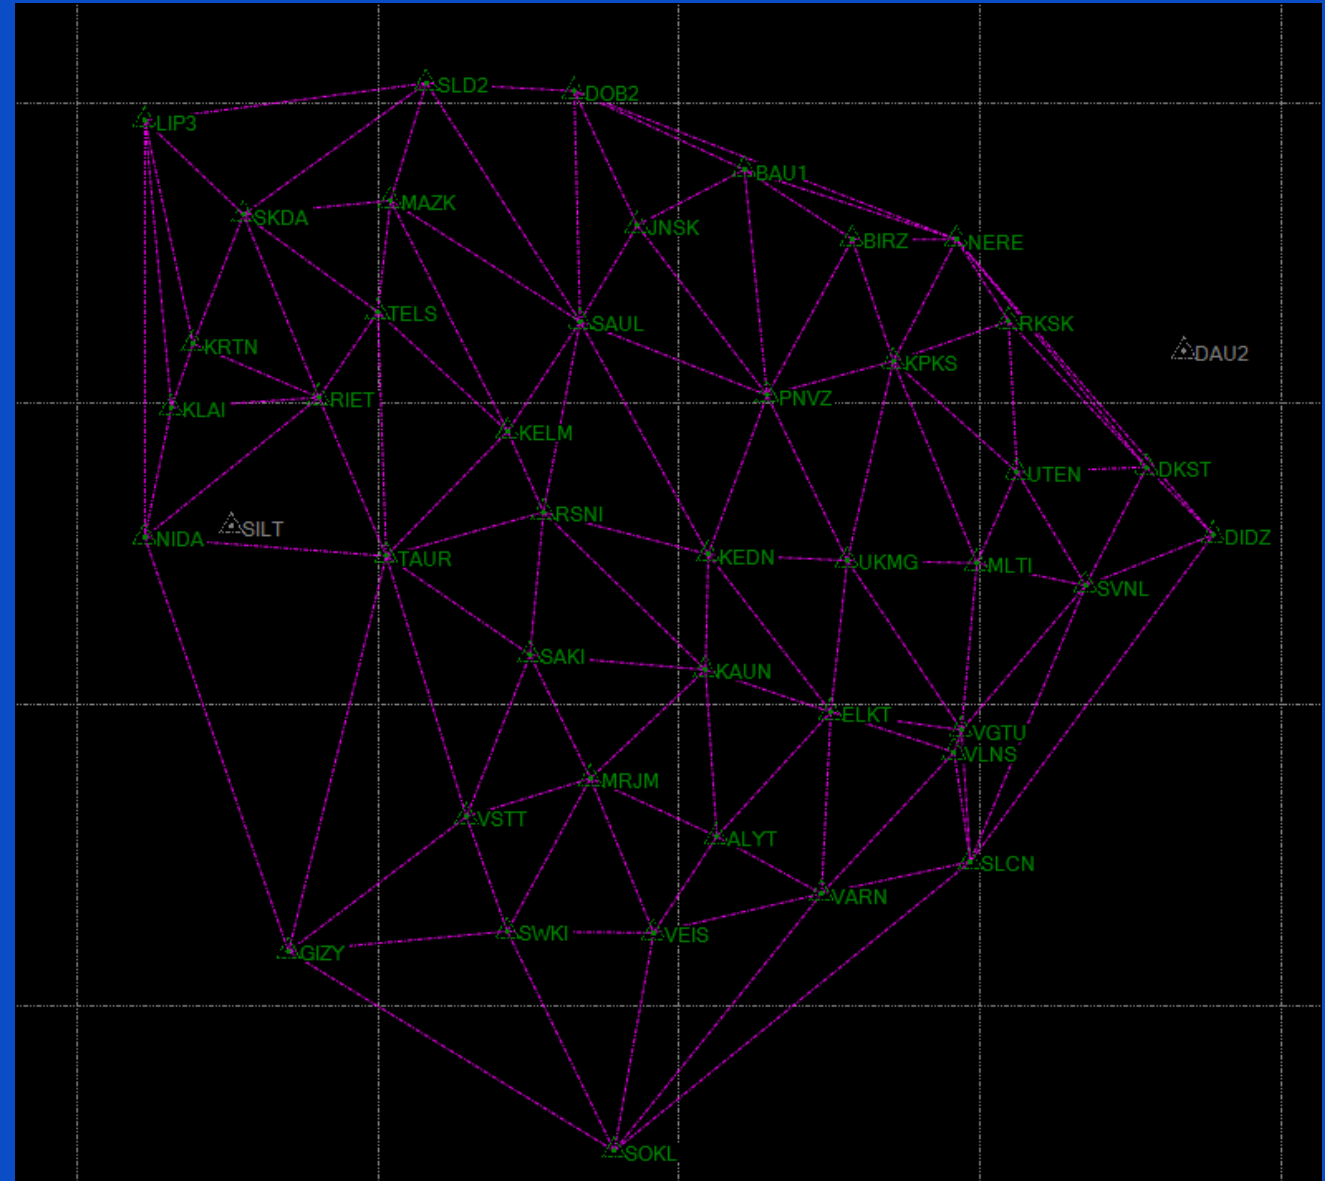 SLD2
DOB2
LIP3
BAU1
MAZK
SKDA
JNSK
BIRZ
NERE
TELS
SAUL
RKSK
KRTN
DAU2
KPKS
RIET
PNVZ
KLAI
KELM
DKST
UTEN
RSNI
SILT
NIDA
DIDZ
TAUR
KEDN
UKMG
MLTI
SVNL
SAKI
KAUN
ELKT
VGTU
VLNS
MRJM
VSTT
ALYT
SLCN
VARN
SWKI
VEIS
GIZY
SOKL